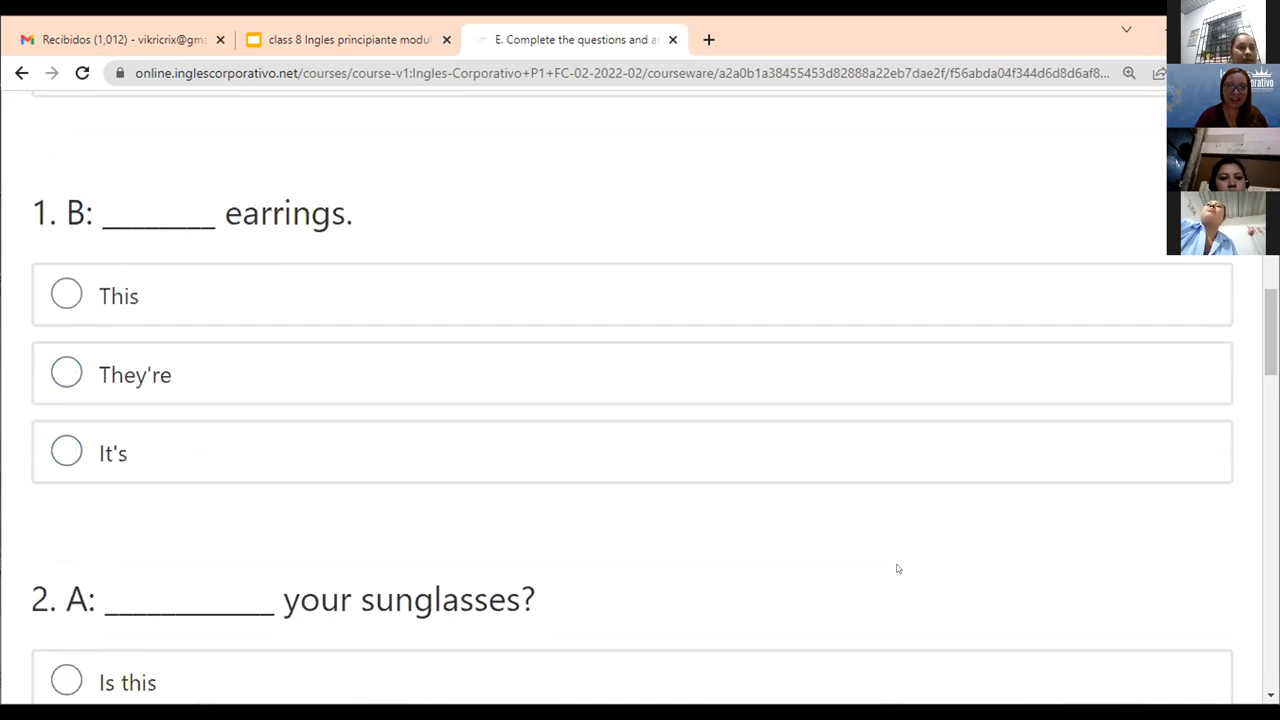 Recibidos (1,012) - vikricrix@gma
class 8 Ingles principiante modul
E. Complete the questions and a
online.inglescorporativo.net/courses/course-v1:Ingles-Corporativo+P1+FC-02-2022-02/courseware/a2a0b1a38455453d82888a22eb7dae2f/f56abaa04f344d6d8d6af8...
1. B: ________ earrings.
This
They're
It's
2. A: ____________ your sunglasses?
Is this